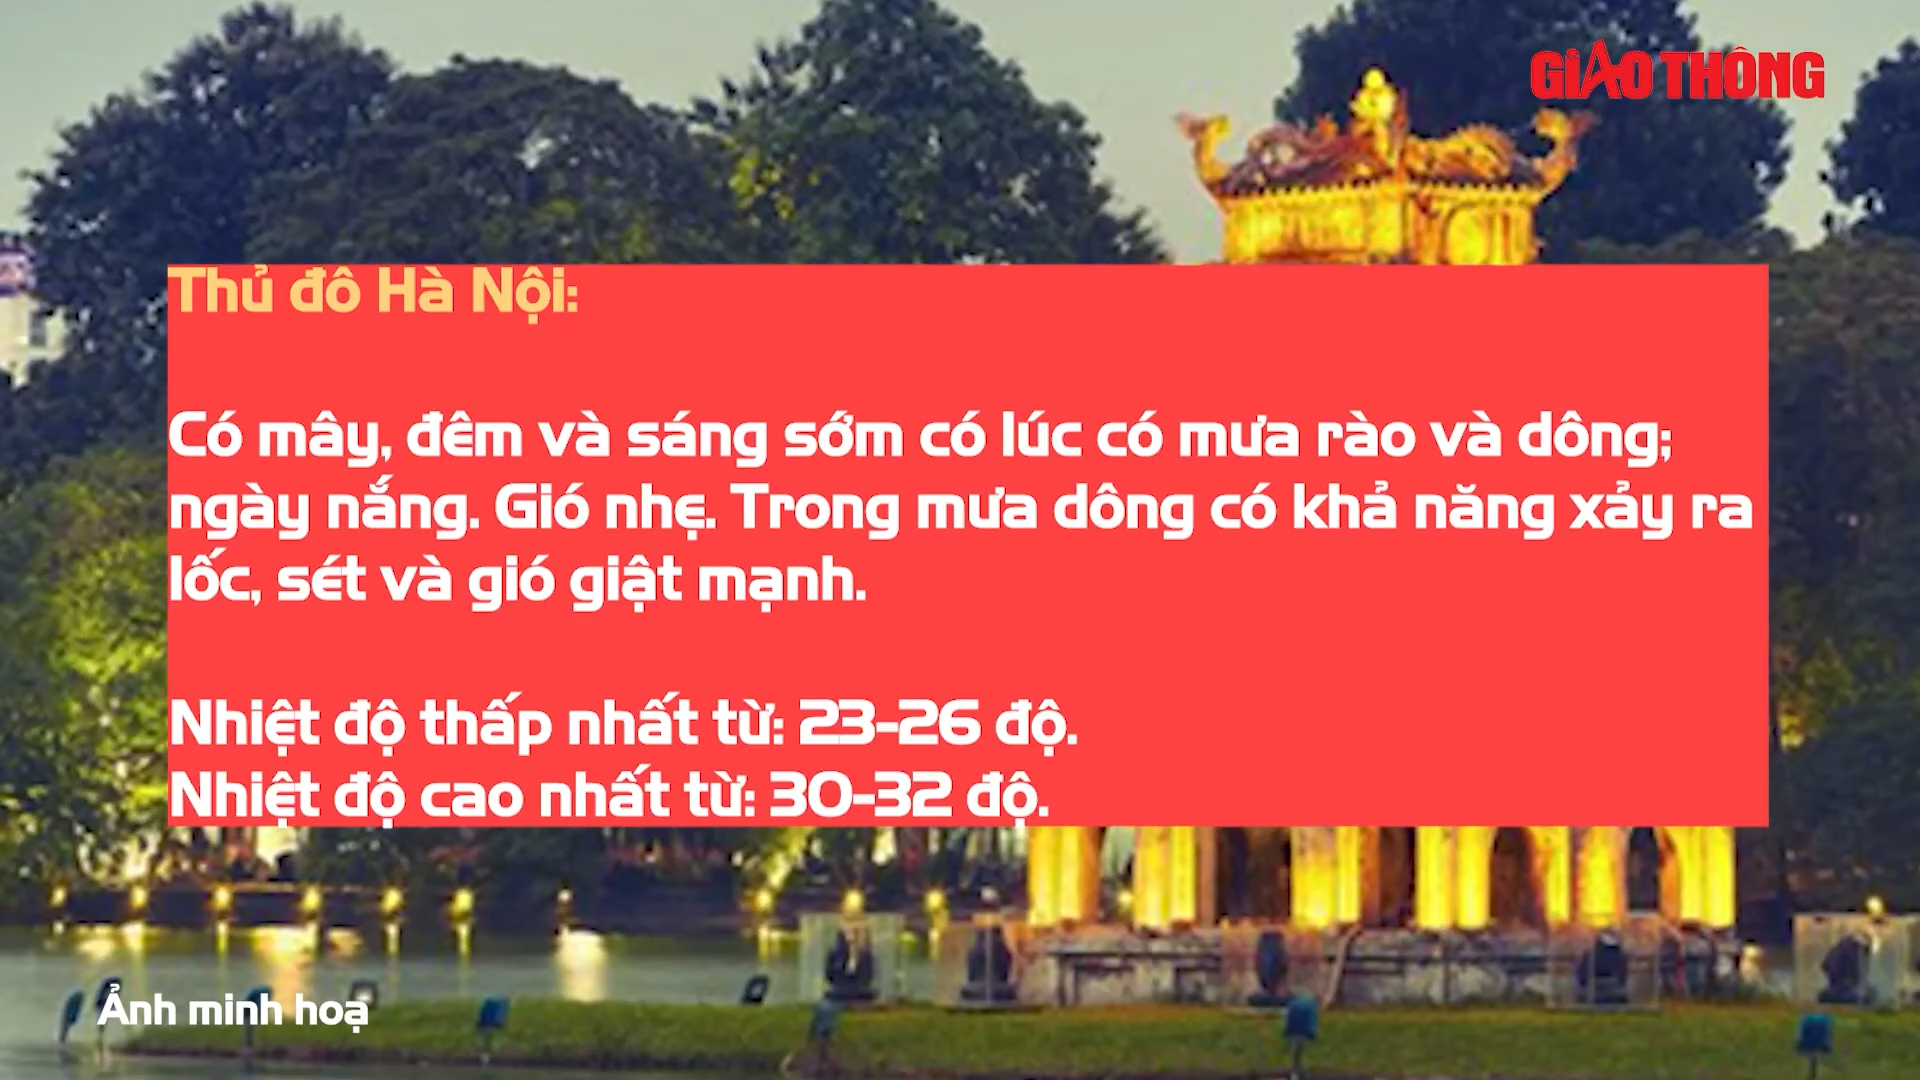 GIAO THÔNG
Thủ đô Hà Nội:
Có mây, đêm và sáng sớm có lúc có mưa rào và dông;
ngày nắng. Gió nhẹ. Trong mưa dông có khả năng xảy ra
lốc, sét và gió giật mạnh.
Nhiệt độ thấp nhất từ: 23-26 độ.
Nhiệt độ cao nhất từ: 30-32 độ.
Ảnh minh hoạ